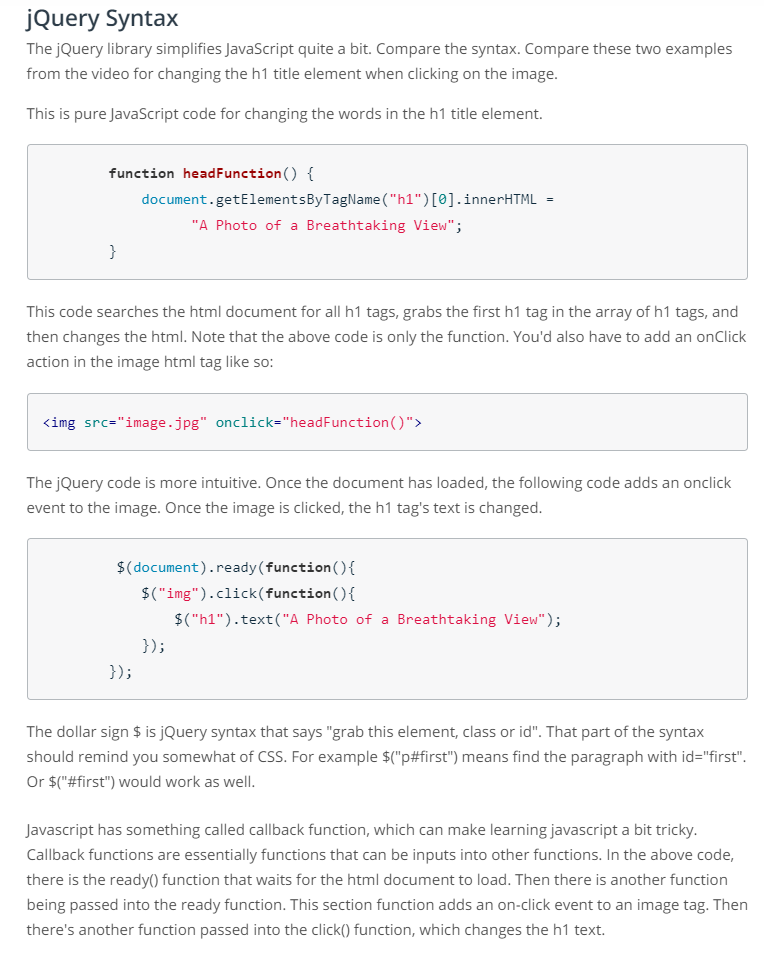 jQuery Syntax
The jQuery library simplifies JavaScript quite a bit. Compare the syntax. Compare these two examples
from the video for changing the h1 title element when clicking on the image.
This is pure JavaScript code for changing the words in the h1 title element.
function headFunction() {
document.getElementsByTagName("h1")[0].innerHTML =
"A Photo of a Breathtaking View";
}
This code searches the html document for all h1 tags, grabs the first h1 tag in the array of h1 tags, and
then changes the html. Note that the above code is only the function. You'd also have to add an onClick
action in the image html tag like so:
<img src="image.jpg" onclick="headFunction()">
The jQuery code is more intuitive. Once the document has loaded, the following code adds an onclick
event to the image. Once the image is clicked, the h1 tag's text is changed.
$(document).ready(function(){
$("img").click(function(){
$("h1").text("A Photo of a Breathtaking View");
});
});
The dollar sign $ is jQuery syntax that says "grab this element, class or id". That part of the syntax
should remind you somewhat of CSS. For example $("p#first") means find the paragraph with id="first".
Or $("#first") would work as well.
Javascript has something called callback function, which can make learning javascript a bit tricky.
Callback functions are essentially functions that can be inputs into other functions. In the above code,
there is the ready() function that waits for the html document to load. Then there is another function
being passed into the ready function. This section function adds an on-click event to an image tag. Then
there's another function passed into the click() function, which changes the h1 text.